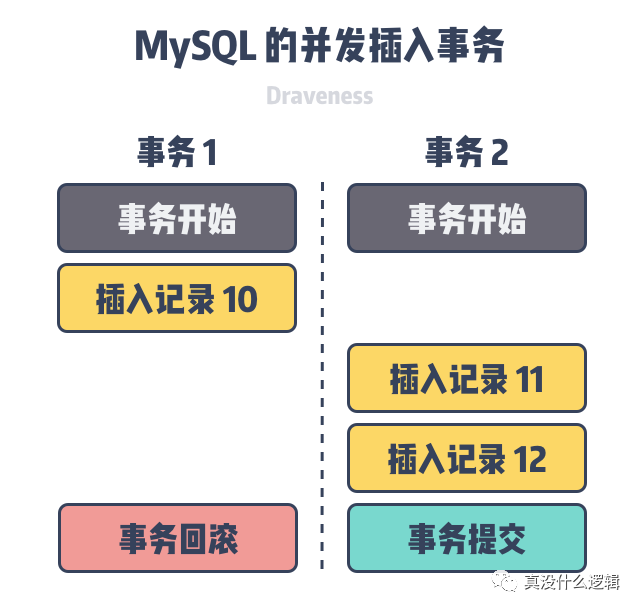 MySQL 的并发插入事务
Draveness
事务 1
事务 2
事务开始
事务开始
插入记录 10
插入记录 11
插入记录 12
事务回滚
事务提交
真没什么逻辑